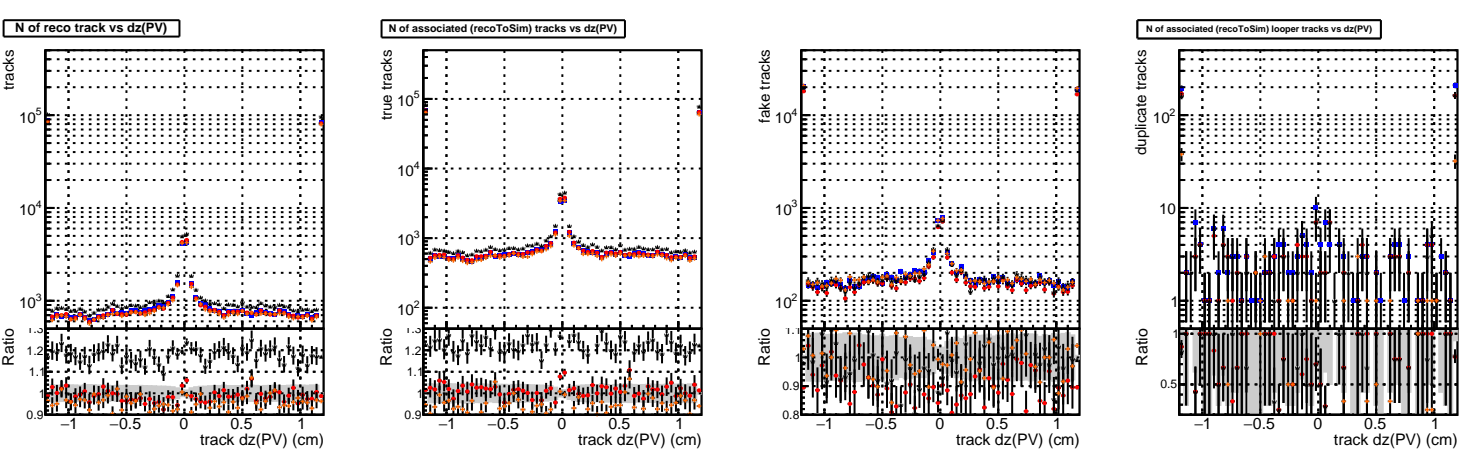 N of reco track vs dz(PV)
tracks
10^5
10^4
10^3
Ratio
1.3
1.2
1.1
1
0.9
−1 −0.5 0 0.5 1
track dz(PV) (cm)
N of associated (recoToSim) tracks vs dz(PV)
true tracks
10^5
10^4
10^3
10^2
Ratio
1.3
1.2
1.1
1
0.9
−1 −0.5 0 0.5 1
track dz(PV) (cm)
fake tracks
10^4
10^3
10^2
Ratio
1.1
1
0.9
0.8
−1 −0.5 0 0.5 1
track dz(PV) (cm)
N of associated (recoToSim) looper tracks vs dz(PV)
duplicate tracks
10^2
10
1
Ratio
1
0.5
−1 −0.5 0 0.5 1
track dz(PV) (cm)